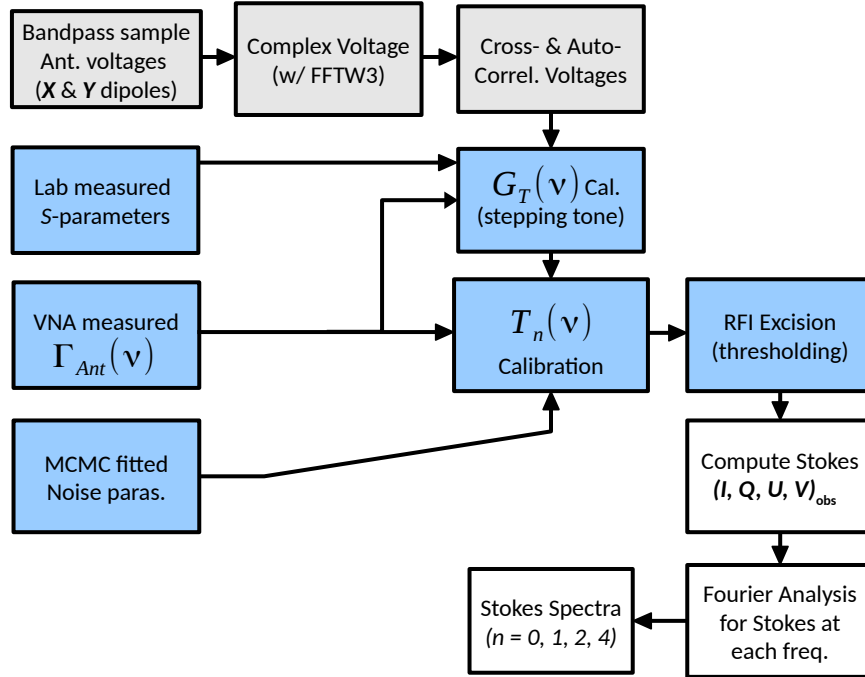 Bandpass sample
Ant. voltages
(X & Y dipoles)
Complex Voltage
(w/ FFTW3)
Cross- & Auto-
Correl. Voltages
Lab measured
S-parameters
G_T(ν) Cal.
(stepping tone)
VNA measured
Γ_Ant(ν)
T_n(ν)
Calibration
RFI Excision
(thresholding)
MCMC fitted
Noise paras.
Compute Stokes
(I, Q, U, V)obs
Fourier Analysis
for Stokes at
each freq.
Stokes Spectra
(n = 0, 1, 2, 4)